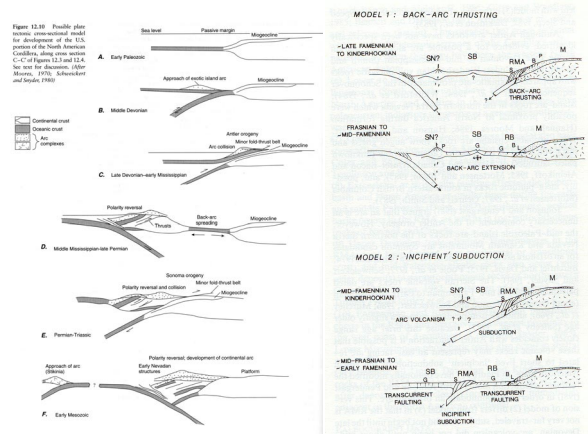 Figure 12.10 Possible plate
tectonic cross-sectional model
for development of the U.S.
portion of the North American
Cordillera, along cross section
C–C' of Figures 12.3 and 12.4.
See text for discussion. (After
Moores, 1970; Schweickert
and Snyder, 1980)
Continental crust
Oceanic crust
Arc
complexes
Sea level
Passive margin
Miogeocline
A. Early Paleozoic
Approach of exotic island arc
Miogeocline
B. Middle Devonian
Antler orogeny
Minor fold-thrust belt
Arc collision
Miogeocline
C. Late Devonian–early Mississippian
Polarity reversal
Thrusts
Back-arc
spreading
Miogeocline
D. Middle Mississippian-late Permian
Sonoma orogeny
Minor fold-thrust belt
Polarity reversal and collision
Miogeocline
E. Permian-Triassic
Polarity reversal; development of continental arc
Approach of arc
(Stikinia)
Early Nevadan
structures
Platform
?
F. Early Mesozoic
MODEL 1 : BACK-ARC THRUSTING
~LATE FAMENNIAN
TO KINDERHOOKIAN
SN?
SB
RMA
B
P
M
?
?
BACK-ARC
THRUSTING
FRASNIAN TO
~MID-FAMENNIAN
SN?
P
SB
G
RB
G
B
L
M
BACK-ARC EXTENSION
MODEL 2 : 'INCIPIENT' SUBDUCTION
~MID-FAMENNIAN TO
KINDERHOOKIAN
SN?
P
SB
RMA
S
B
P
M
ARC VOLCANISM
? ? ?
SUBDUCTION
~MID-FRASNIAN TO
~EARLY FAMENNIAN
SB
G
RMA
S
RB
G
B
L
M
TRANSCURRENT
FAULTING
TRANSCURRENT
FAULTING
INCIPIENT
SUBDUCTION